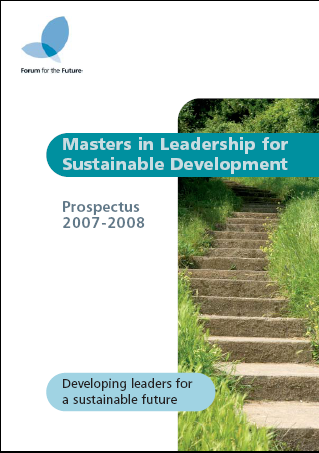 Forum for the Future
Masters in Leadership for
Sustainable Development
Prospectus
2007-2008
Developing leaders for
a sustainable future